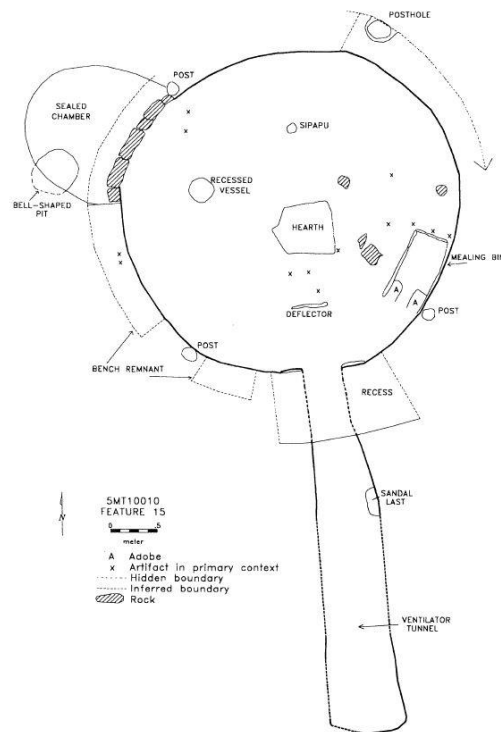 POSTHOLE
POST
SEALED
CHAMBER
SIPAPU
BELL-SHAPED
PIT
RECESSED
VESSEL
HEARTH
MEALING BI
A
A
POST
DEFLECTOR
POST
BENCH REMNANT
RECESS
SANDAL
LAST
N
5MT10010
FEATURE 15
0 .5
meter
A Adobe
x Artifact in primary context
Hidden boundary
Inferred boundary
Rock
VENTILATOR
TUNNEL